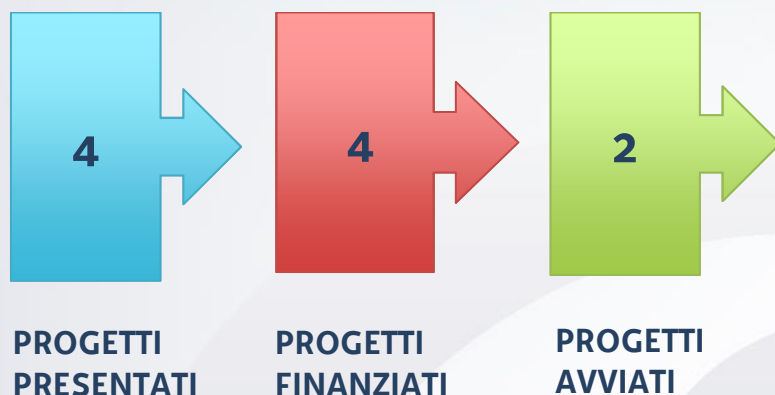 4
4
2
PROGETTI
PRESENTATI
PROGETTI
FINANZIATI
PROGETTI
AVVIATI